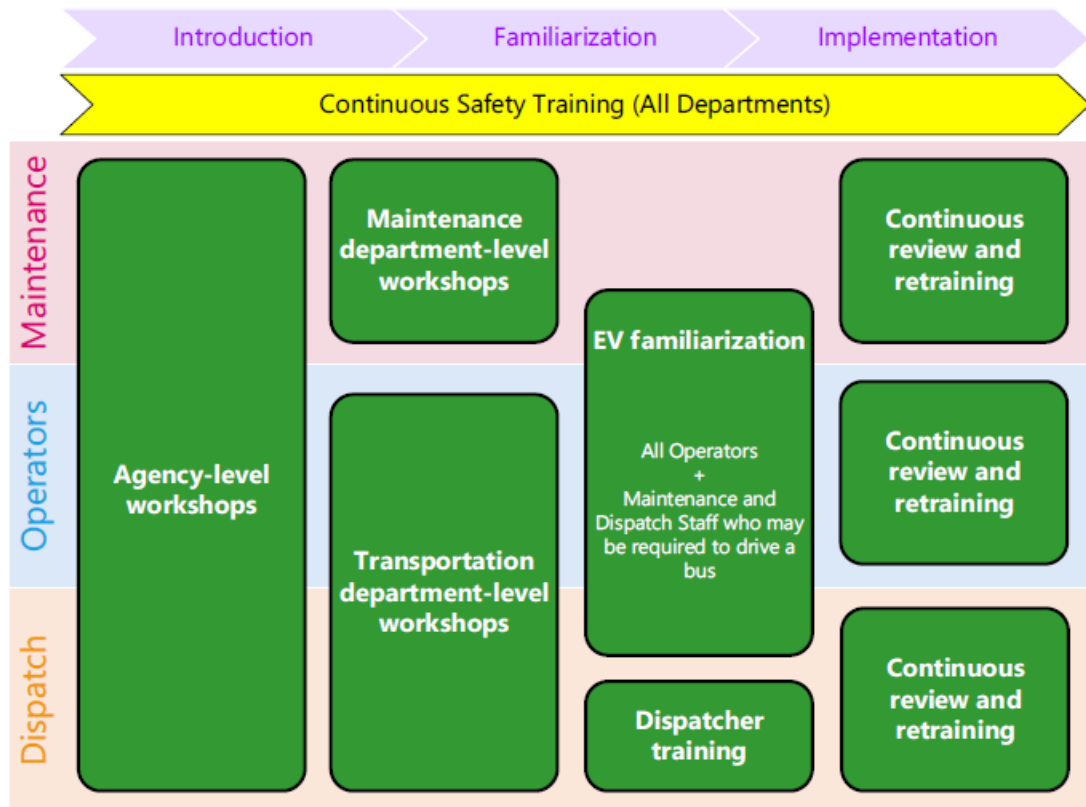 Introduction
Familiarization
Implementation
Continuous Safety Training (All Departments)
Maintenance
Operators
Dispatch
Agency-level
workshops
Maintenance
department-level
workshops
Transportation
department-level
workshops
EV familiarization
All Operators
+
Maintenance and
Dispatch Staff who may
be required to drive a
bus
Dispatcher
training
Continuous
review and
retraining
Continuous
review and
retraining
Continuous
review and
retraining